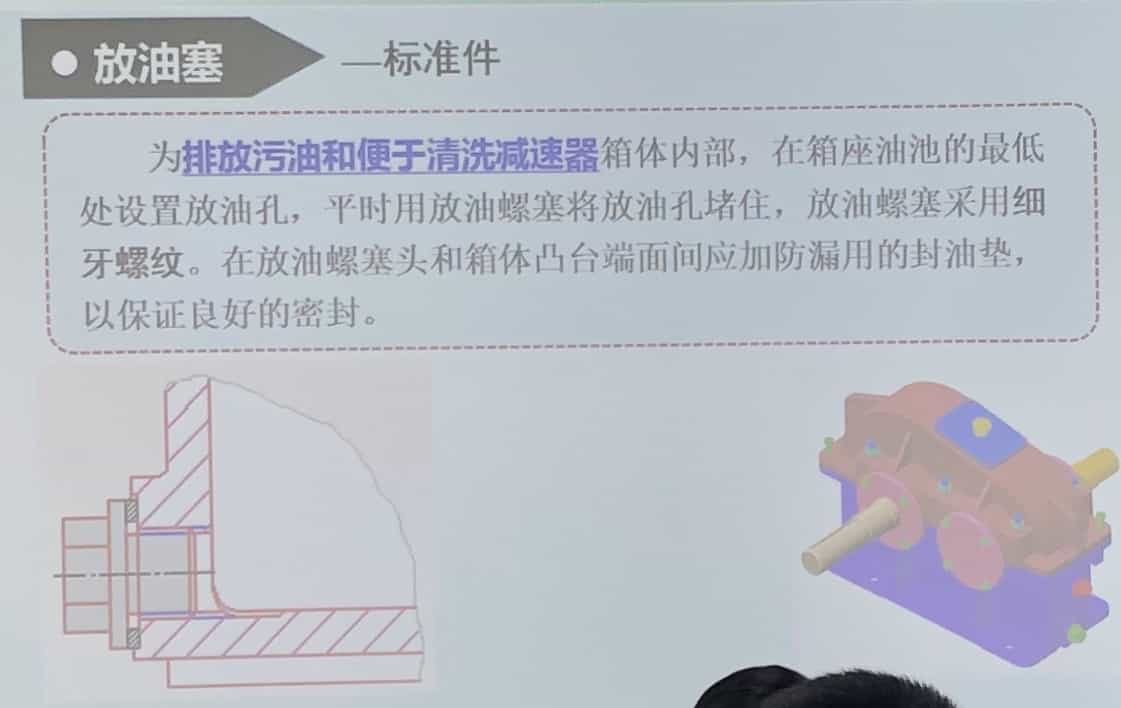 放油塞 —标准件
为排放污油和便于清洗减速器箱体内部，在箱座油池的最低
处设置放油孔，平时用放油螺塞将放油孔堵住，放油螺塞采用细
牙螺纹。在放油螺塞头和箱体凸台端面间应加防漏用的封油垫，
以保证良好的密封。